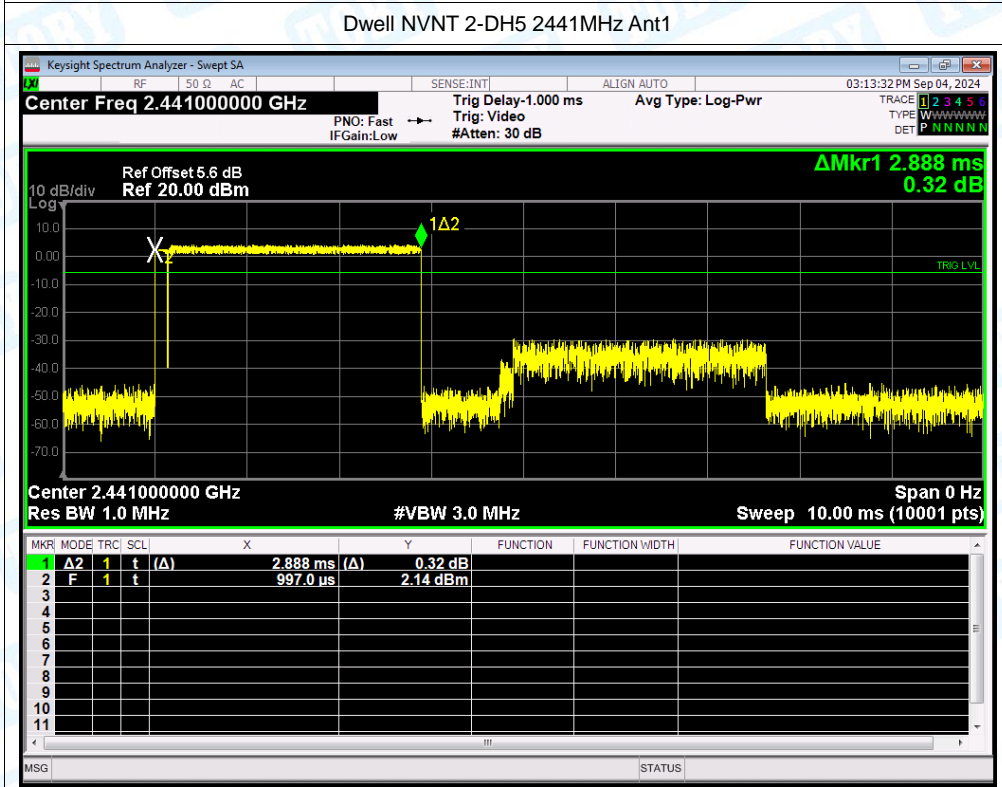 Dwell NVNT 2-DH5 2441MHz Ant1
Keysight Spectrum Analyzer - Swept SA
LXI RF 50 Ω AC SENSE:INT ALIGN AUTO 03:13:32 PM Sep 04, 2024
Center Freq 2.441000000 GHz
Trig Delay-1.000 ms Avg Type: Log-Pwr TRACE 1 2 3 4 5 6
PNO: Fast Trig: Video TYPE WWWWWWW
IFGain:Low #Atten: 30 dB DET P N N N N N
ΔMkr1 2.888 ms
0.32 dB
Ref Offset 5.6 dB
10 dB/div Ref 20.00 dBm
Log
10.0
0.00
-10.0
-20.0
-30.0
-40.0
-50.0
-60.0
-70.0
1Δ2
2
TRIG LVL
Center 2.441000000 GHz Span 0 Hz
Res BW 1.0 MHz #VBW 3.0 MHz Sweep 10.00 ms (10001 pts)
MKR MODE TRC SCL X Y FUNCTION FUNCTION WIDTH FUNCTION VALUE
1 Δ2 1 t (Δ) 2.888 ms (Δ) 0.32 dB
2 F 1 t 997.0 µs 2.14 dBm
3
4
5
6
7
8
9
10
11
MSG STATUS